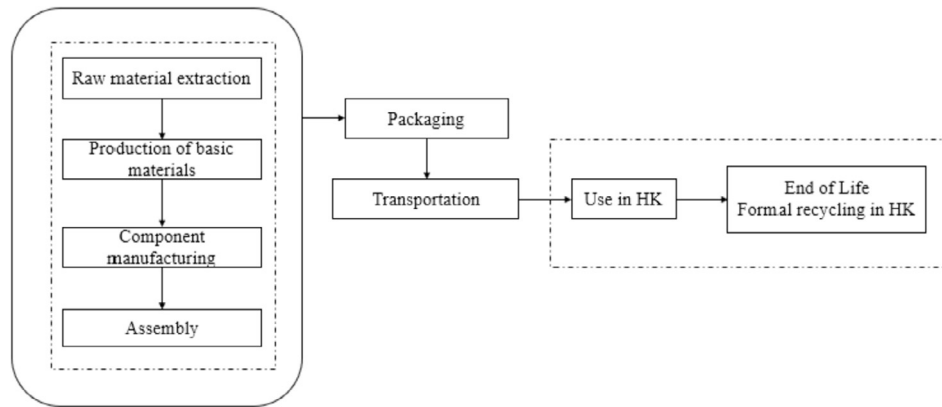 Raw material extraction
Production of basic
materials
Component
manufacturing
Assembly
Packaging
Transportation
Use in HK
End of Life
Formal recycling in HK